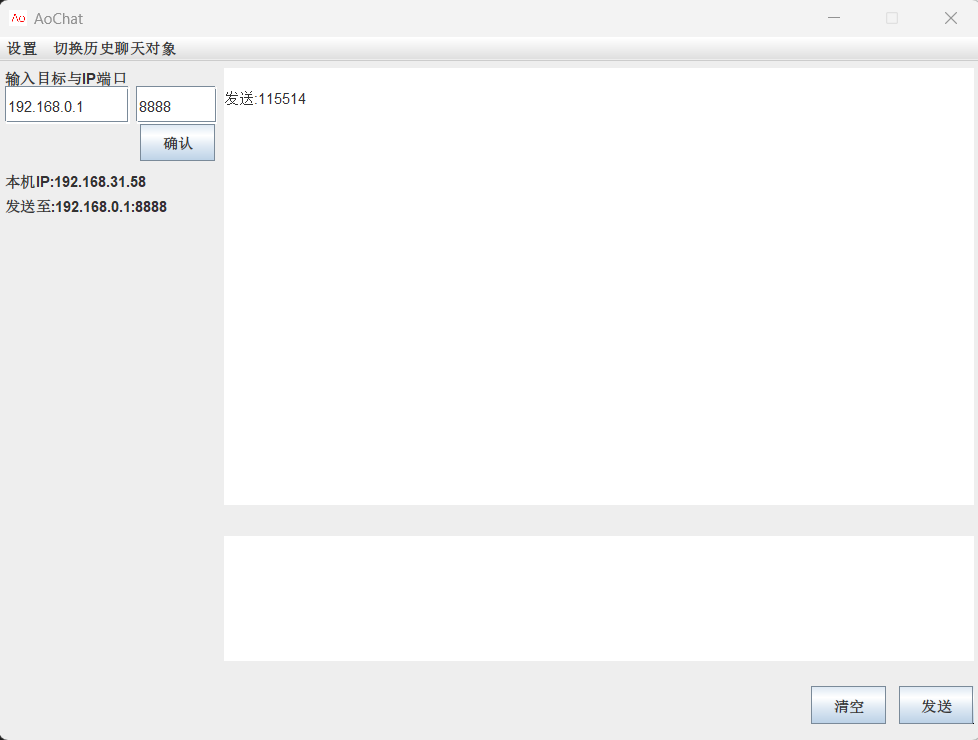 Ao AoChat
设置 切换历史聊天对象
输入目标与IP端口
192.168.0.1 8888
确认
本机IP:192.168.31.58
发送至:192.168.0.1:8888
发送:115514
清空 发送